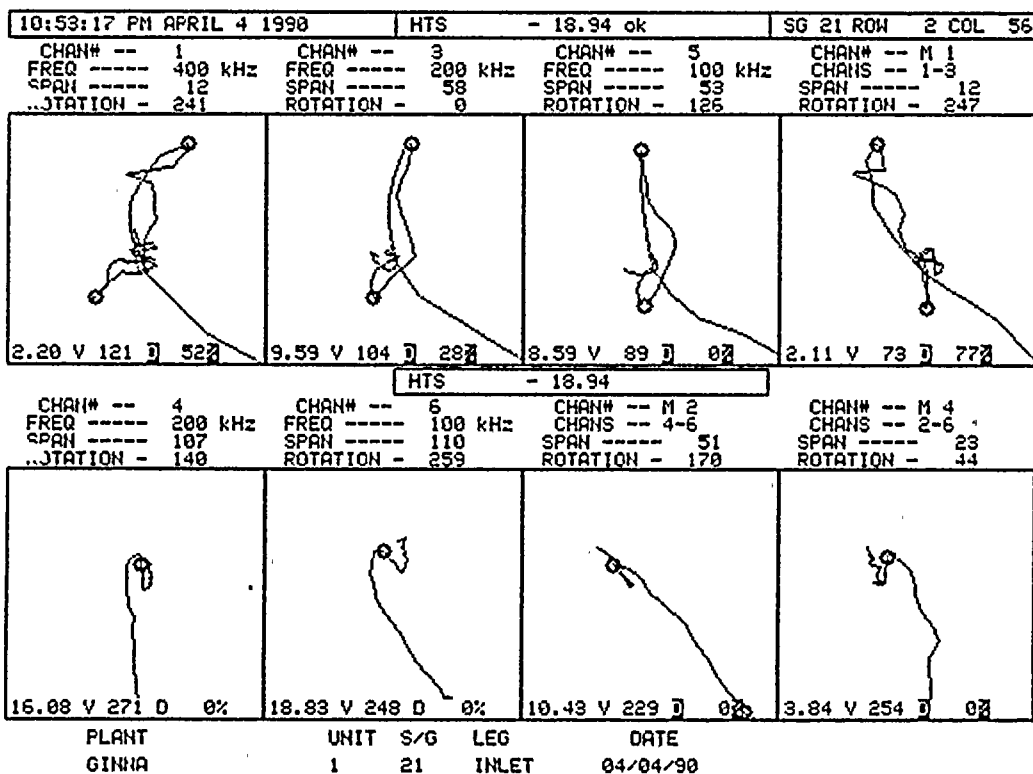 10:53:17 PM APRIL 4 1990 HTS - 18.94 ok SG 21 ROW 2 COL 56
CHAN# -- 1 CHAN# -- 3 CHAN# -- 5 CHAN# -- M 1
FREQ ----- 400 kHz FREQ ----- 200 kHz FREQ ----- 100 kHz CHANS -- 1-3
SPAN ----- 12 SPAN ----- 58 SPAN ----- 53 SPAN ----- 12
OTATION - 241 ROTATION - 0 ROTATION - 126 ROTATION - 247
2.20 V 121 D 52% 9.59 V 104 D 28% 8.59 V 89 D 0% 2.11 V 73 D 77%
HTS - 18.94
CHAN# -- 4 CHAN# -- 6 CHAN# -- M 2 CHAN# -- M 4
FREQ ----- 200 kHz FREQ ----- 100 kHz CHANS -- 4-6 CHANS -- 2-6
SPAN ----- 107 SPAN ----- 110 SPAN ----- 51 SPAN ----- 23
OTATION - 140 ROTATION - 259 ROTATION - 170 ROTATION - 44
16.08 V 271 D 0% 18.83 V 248 D 0% 10.43 V 229 D 0% 3.84 V 254 D 0%
PLANT UNIT S/G LEG DATE
GINNA 1 21 INLET 04/04/90